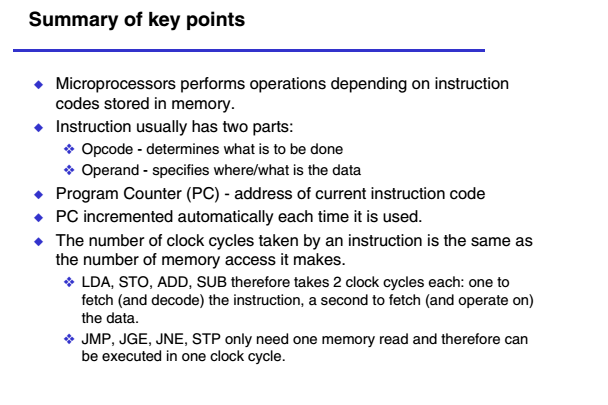 Summary of key points
◆ Microprocessors performs operations depending on instruction
codes stored in memory.
◆ Instruction usually has two parts:
❖ Opcode - determines what is to be done
❖ Operand - specifies where/what is the data
◆ Program Counter (PC) - address of current instruction code
◆ PC incremented automatically each time it is used.
◆ The number of clock cycles taken by an instruction is the same as
the number of memory access it makes.
❖ LDA, STO, ADD, SUB therefore takes 2 clock cycles each: one to
fetch (and decode) the instruction, a second to fetch (and operate on)
the data.
❖ JMP, JGE, JNE, STP only need one memory read and therefore can
be executed in one clock cycle.